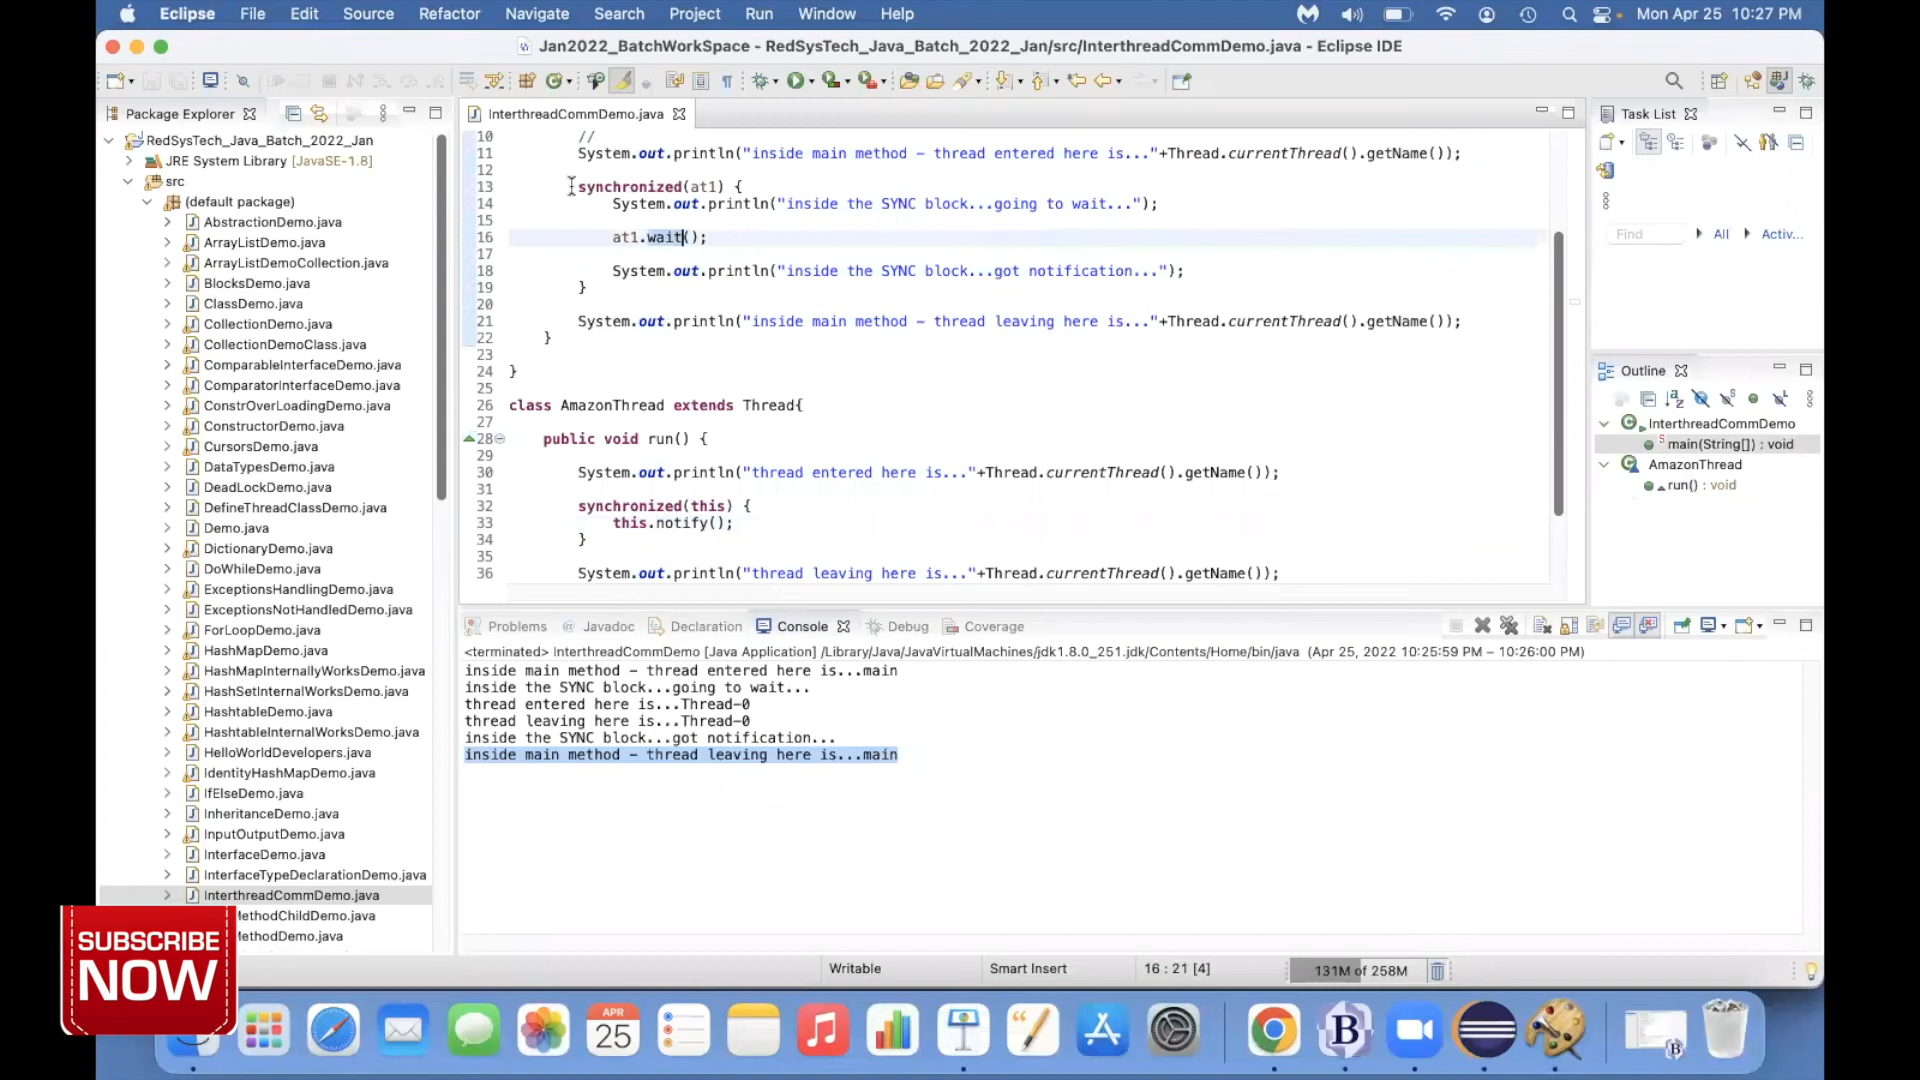 Eclipse File Edit Source Refactor Navigate Search Project Run Window Help Mon Apr 25 10:27 PM
Jan2022_BatchWorkSpace - RedSysTech_Java_Batch_2022_Jan/src/InterthreadCommDemo.java - Eclipse IDE
Package Explorer
RedSysTech_Java_Batch_2022_Jan
JRE System Library [JavaSE-1.8]
src
(default package)
AbstractionDemo.java
ArrayListDemo.java
ArrayListDemoCollection.java
BlocksDemo.java
ClassDemo.java
CollectionDemo.java
CollectionDemoClass.java
ComparableInterfaceDemo.java
ComparatorInterfaceDemo.java
ConstrOverLoadingDemo.java
ConstructorDemo.java
CursorsDemo.java
DataTypesDemo.java
DeadLockDemo.java
DefineThreadClassDemo.java
Demo.java
DictionaryDemo.java
DoWhileDemo.java
ExceptionsHandlingDemo.java
ExceptionsNotHandledDemo.java
ForLoopDemo.java
HashMapDemo.java
HashMapInternallyWorksDemo.java
HashSetInternalWorksDemo.java
HashtableDemo.java
HashtableInternalWorksDemo.java
HelloWorldDevelopers.java
IdentityHashMapDemo.java
IfElseDemo.java
InheritanceDemo.java
InputOutputDemo.java
InterfaceDemo.java
InterfaceTypeDeclarationDemo.java
InterthreadCommDemo.java
MethodChildDemo.java
MethodDemo.java
InterthreadCommDemo.java
10 //
11 System.out.println("inside main method - thread entered here is..."+Thread.currentThread().getName());
12
13 synchronized(at1) {
14 System.out.println("inside the SYNC block...going to wait...");
15
16 at1.wait();
17
18 System.out.println("inside the SYNC block...got notification...");
19 }
20
21 System.out.println("inside main method - thread leaving here is..."+Thread.currentThread().getName());
22 }
23
24 }
25
26 class AmazonThread extends Thread{
27
28 public void run() {
29
30 System.out.println("thread entered here is..."+Thread.currentThread().getName());
31
32 synchronized(this) {
33 this.notify();
34 }
35
36 System.out.println("thread leaving here is..."+Thread.currentThread().getName());
Task List
Find All Activ...
Outline
InterthreadCommDemo
main(String[]) : void
AmazonThread
run() : void
Problems Javadoc Declaration Console Debug Coverage
<terminated> InterthreadCommDemo [Java Application] /Library/Java/JavaVirtualMachines/jdk1.8.0_251.jdk/Contents/Home/bin/java (Apr 25, 2022 10:25:59 PM – 10:26:00 PM)
inside main method - thread entered here is...main
inside the SYNC block...going to wait...
thread entered here is...Thread-0
thread leaving here is...Thread-0
inside the SYNC block...got notification...
inside main method - thread leaving here is...main
Writable Smart Insert 16 : 21 [4] 131M of 258M
SUBSCRIBE
NOW
APR
25